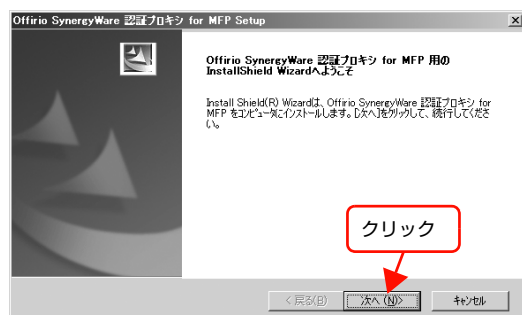 Offirio SynergyWare 認証プロキシ for MFP Setup
Offirio SynergyWare 認証プロキシ for MFP 用の
InstallShield Wizardへようこそ
Install Shield(R) Wizardは、Offirio SynergyWare 認証プロキシ for
MFP をコンピュータにインストールします。[次へ]をクリックして、続行してくださ
い。
クリック
< 戻る(B)
次へ (N)>
キャンセル